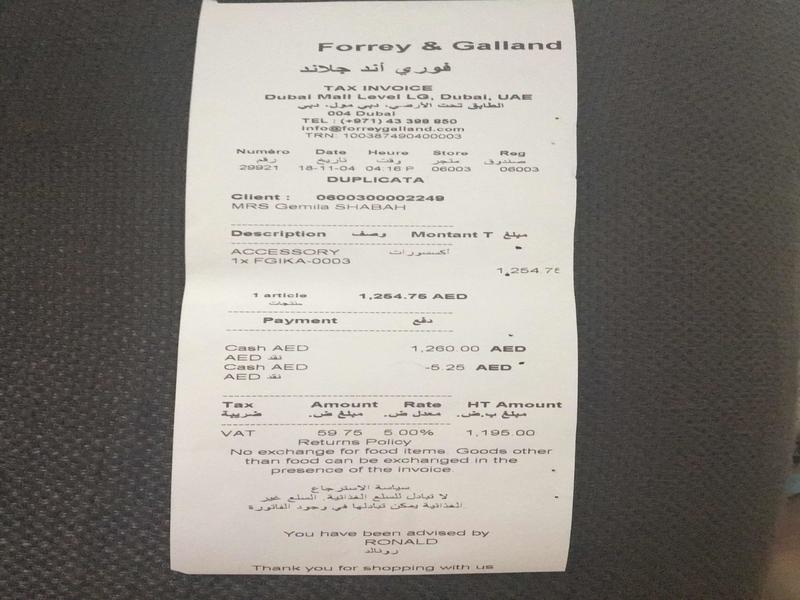 Forrey & Galland
فوري أند جلاند
TAX INVOICE
Dubai Mall Level LG, Dubai, UAE
الطابق تحت الأرضي، دبي مول، دبي
004 Dubai
TEL : (+971) 43 398 850
info@forreygalland.com
TRN: 100387490400003
Numéro Date Heure Store Reg
رقم تاريخ وقت متجر صندوق
29921 18-11-04 04:16 P 06003 06003
DUPLICATA
Client : 0600300002249
MRS Gemila SHABAH
Description وصف Montant T مبلغ
ACCESSORY أكسسورات
1x FGIKA-0003
1,254.75
1 article 1,254.75 AED
منتجات
Payment دفع
Cash AED 1,260.00 AED
AED نقد
Cash AED -5.25 AED
AED نقد
Tax Amount Rate HT Amount
ضريبة مبلغ ض. معدل ض. مبلغ ب.ض.
VAT 59.75 5.00% 1,195.00
Returns Policy
No exchange for food items. Goods other
than food can be exchanged in the
presence of the invoice.
سياسة الاسترجاع
لا تبادل للسلع الغذائية. السلع غير
الغذائية يمكن تبادلها في وجود الفاتورة.
You have been advised by
RONALD
رونالد
Thank you for shopping with us